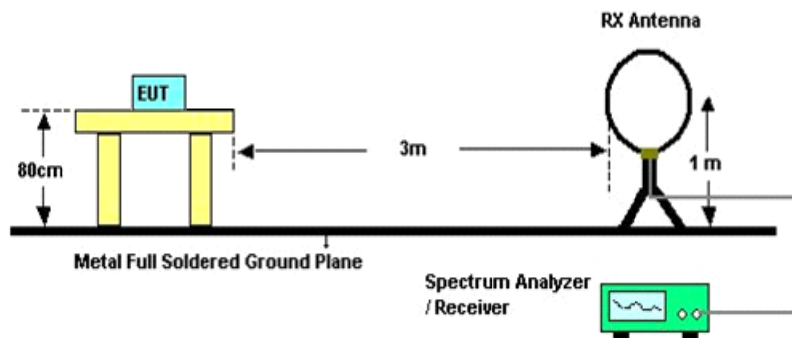 RX Antenna
EUT
80cm
3m
1 m
Metal Full Soldered Ground Plane
Spectrum Analyzer
/ Receiver